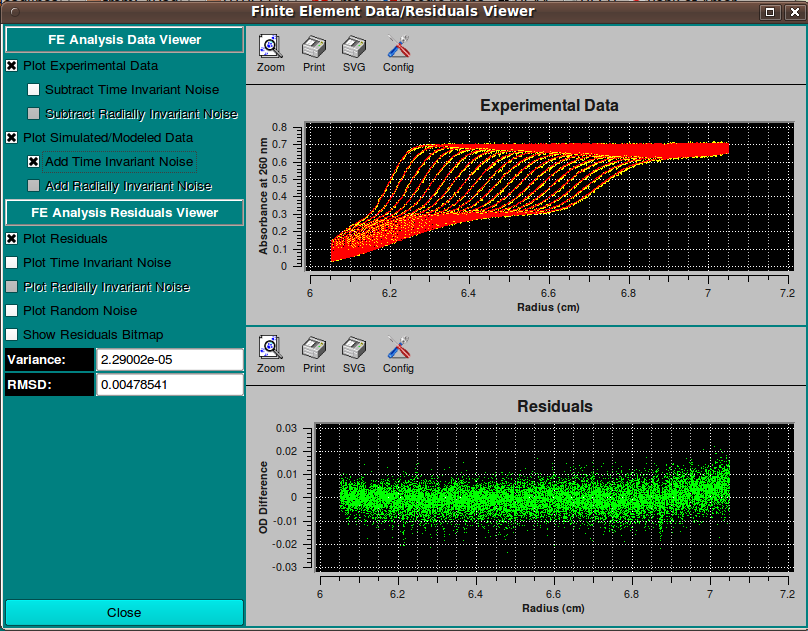 Finite Element Data/Residuals Viewer
FE Analysis Data Viewer
Plot Experimental Data
Subtract Time Invariant Noise
Subtract Radially Invariant Noise
Plot Simulated/Modeled Data
Add Time Invariant Noise
Add Radially Invariant Noise
FE Analysis Residuals Viewer
Plot Residuals
Plot Time Invariant Noise
Plot Radially Invariant Noise
Plot Random Noise
Show Residuals Bitmap
Variance: 2.29002e-05
RMSD: 0.00478541
Close
Zoom Print SVG Config
Experimental Data
Absorbance at 260 nm
0.8
0.7
0.6
0.5
0.4
0.3
0.2
0.1
0
6 6.2 6.4 6.6 6.8 7 7.2
Radius (cm)
Zoom Print SVG Config
Residuals
OD Difference
0.03
0.02
0.01
0
-0.01
-0.02
-0.03
6 6.2 6.4 6.6 6.8 7 7.2
Radius (cm)